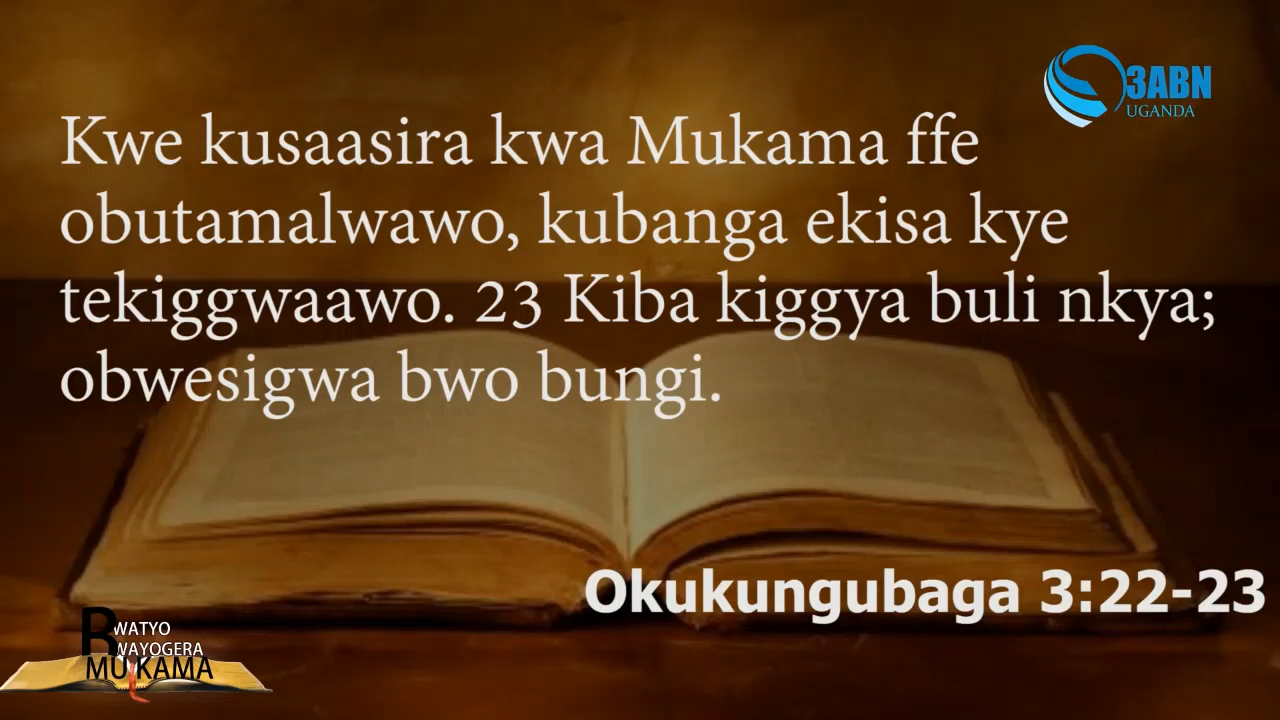 3ABN
UGANDA
Kwe kusaasira kwa Mukama ffe
obutamalwawo, kubanga ekisa kye
tekiggwaawo. 23 Kiba kiggya buli nkya;
obwesigwa bwo bungi.
Okukungubaga 3:22-23
BWATYO
BWAYOGERA
MUKAMA